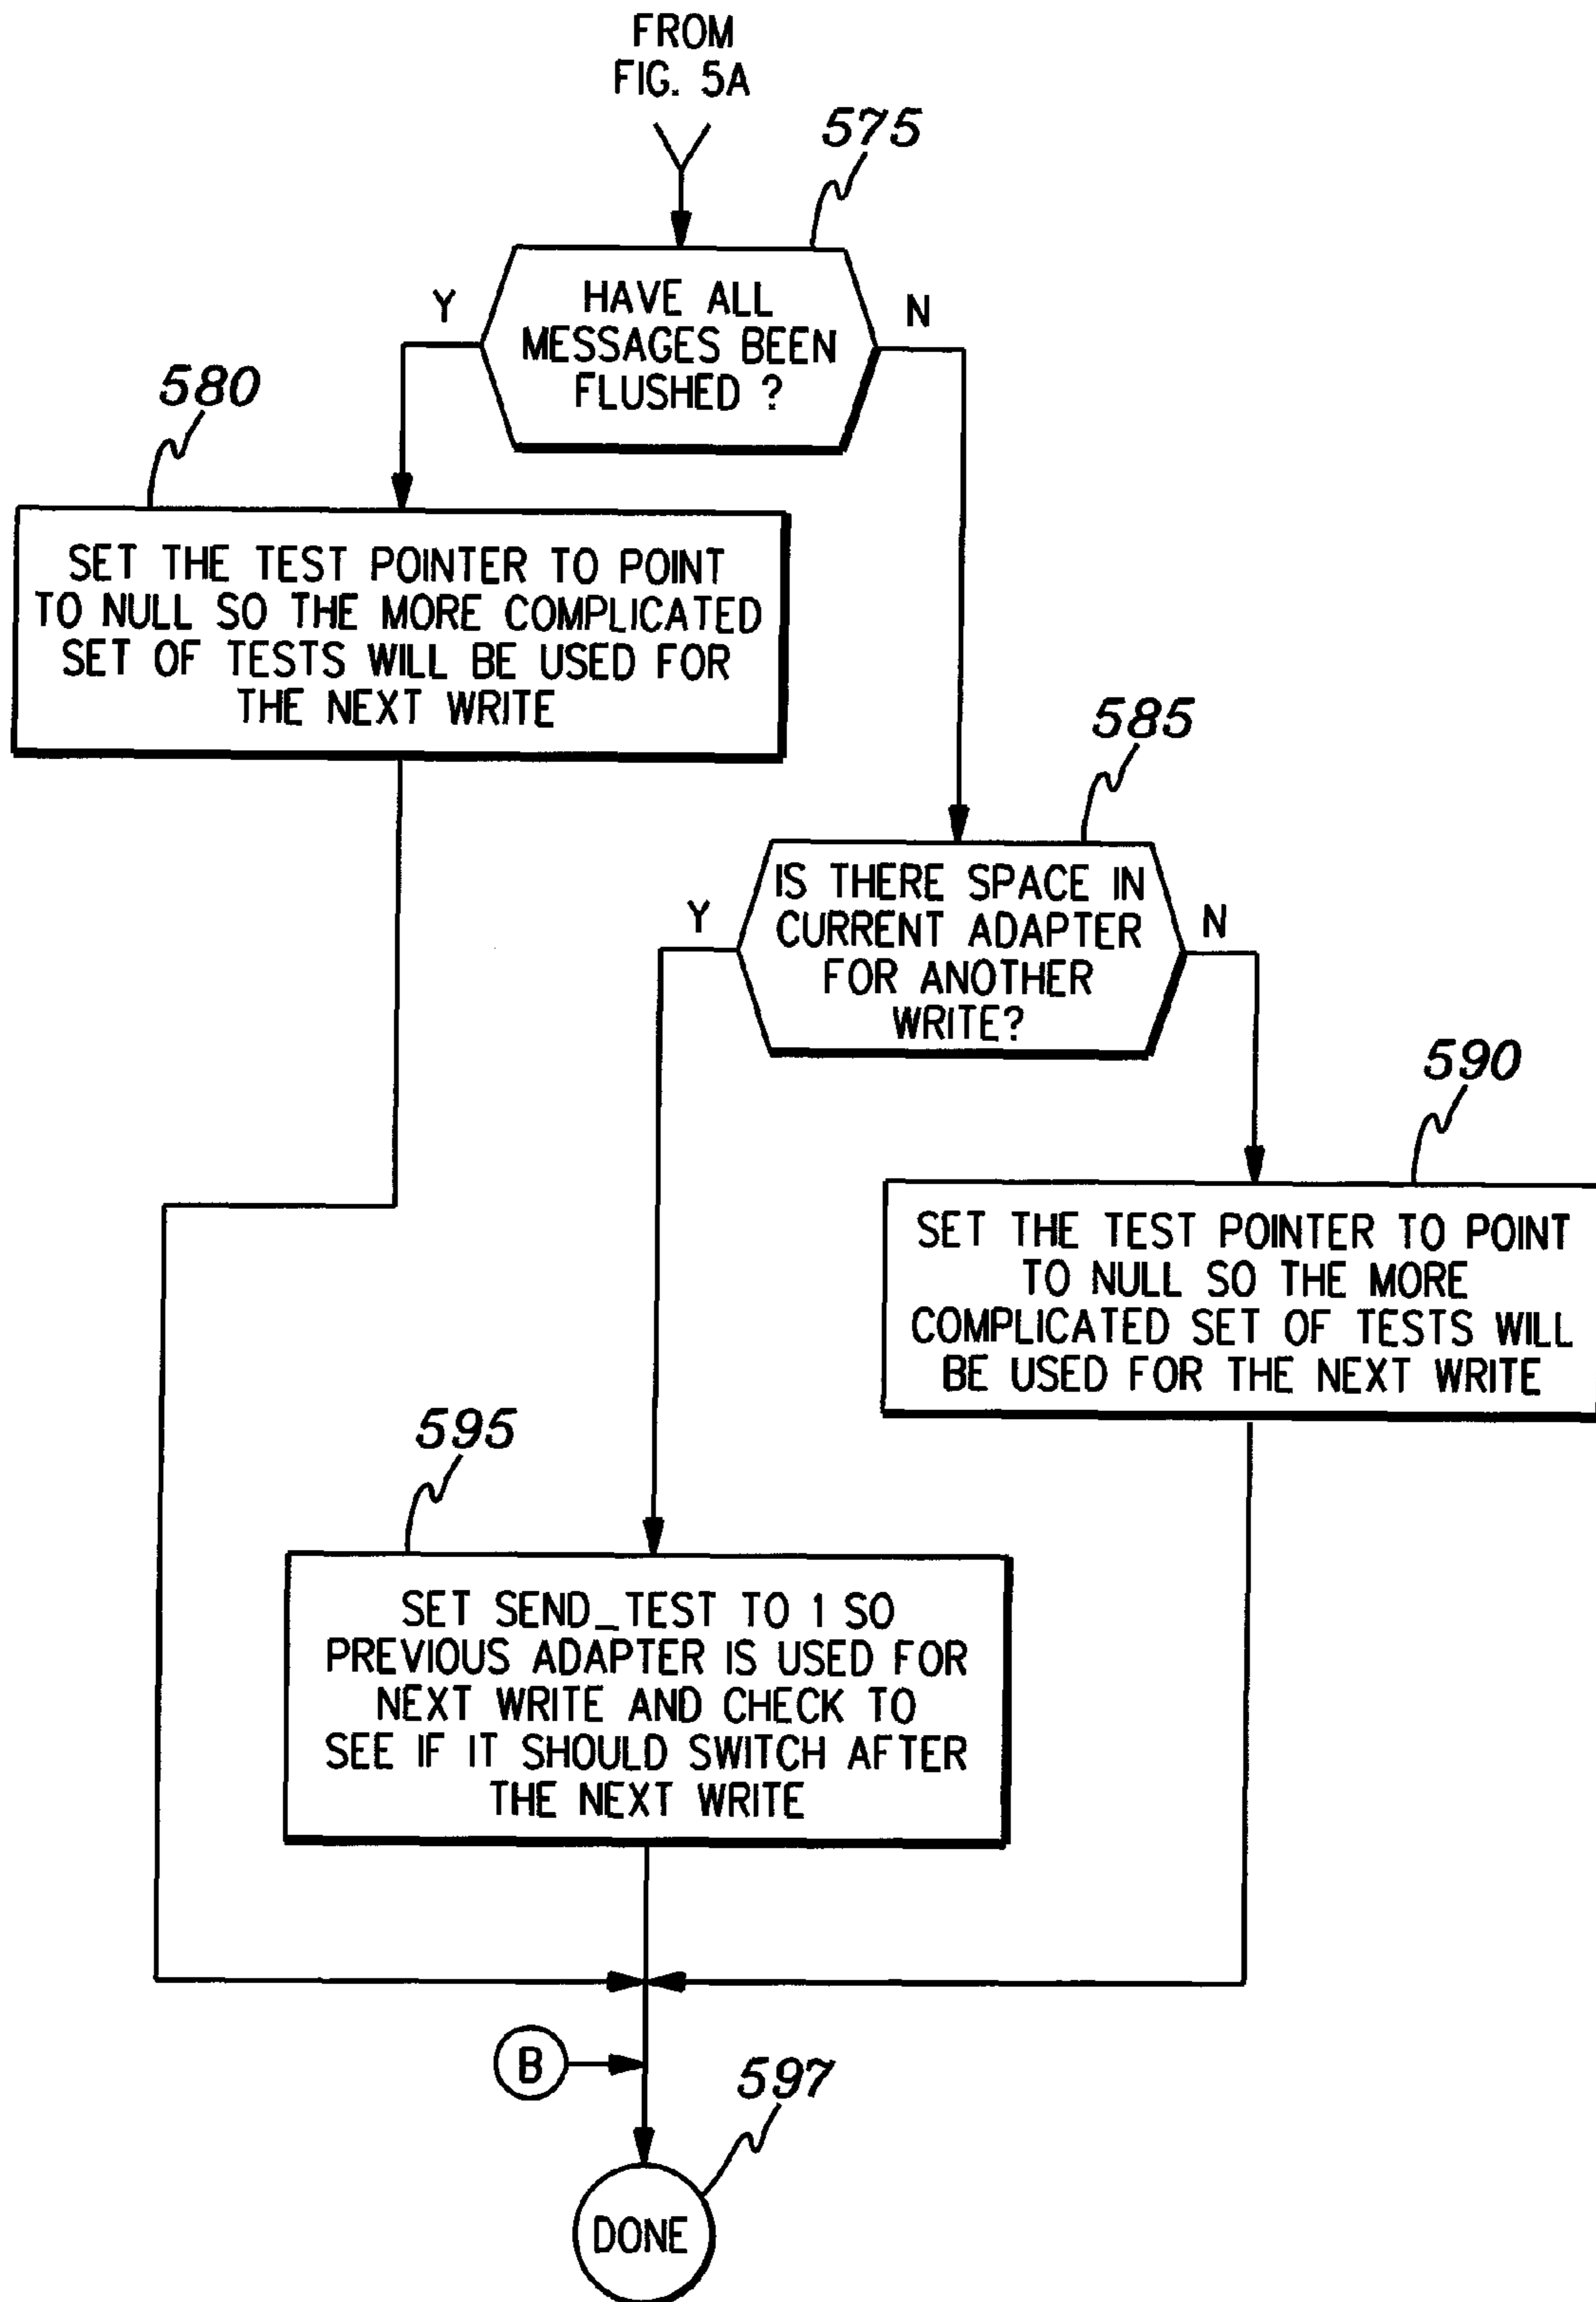 FROM
FIG. 5A
575
HAVE ALL
MESSAGES BEEN
FLUSHED ?
Y
N
580
SET THE TEST POINTER TO POINT
TO NULL SO THE MORE COMPLICATED
SET OF TESTS WILL BE USED FOR
THE NEXT WRITE
585
IS THERE SPACE IN
CURRENT ADAPTER
FOR ANOTHER
WRITE?
Y
N
590
SET THE TEST POINTER TO POINT
TO NULL SO THE MORE
COMPLICATED SET OF TESTS WILL
BE USED FOR THE NEXT WRITE
595
SET SEND_TEST TO 1 SO
PREVIOUS ADAPTER IS USED FOR
NEXT WRITE AND CHECK TO
SEE IF IT SHOULD SWITCH AFTER
THE NEXT WRITE
B
597
DONE